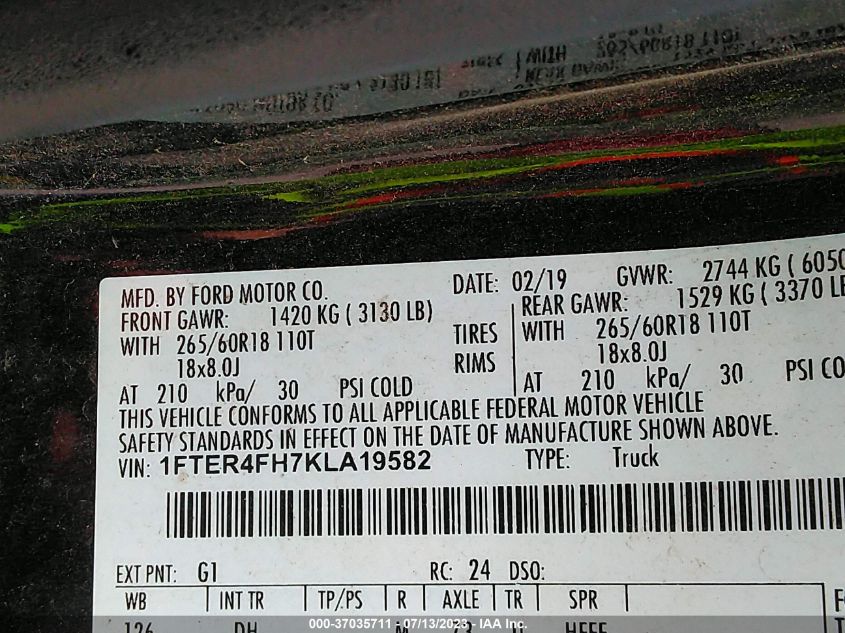 MFD. BY FORD MOTOR CO. DATE: 02/19 GVWR: 2744 KG ( 6050
FRONT GAWR: 1420 KG ( 3130 LB) REAR GAWR: 1529 KG ( 3370 LB
WITH 265/60R18 110T TIRES WITH 265/60R18 110T
18x8.0J RIMS 18x8.0J
AT 210 kPa/ 30 PSI COLD AT 210 kPa/ 30 PSI CO
THIS VEHICLE CONFORMS TO ALL APPLICABLE FEDERAL MOTOR VEHICLE
SAFETY STANDARDS IN EFFECT ON THE DATE OF MANUFACTURE SHOWN ABOVE.
VIN: 1FTER4FH7KLA19582 TYPE: Truck
EXT PNT: G1 RC: 24 DSO:
WB INT TR TP/PS R AXLE TR SPR
126 DH
000-37035711 - 07/13/2023 - IAA Inc.